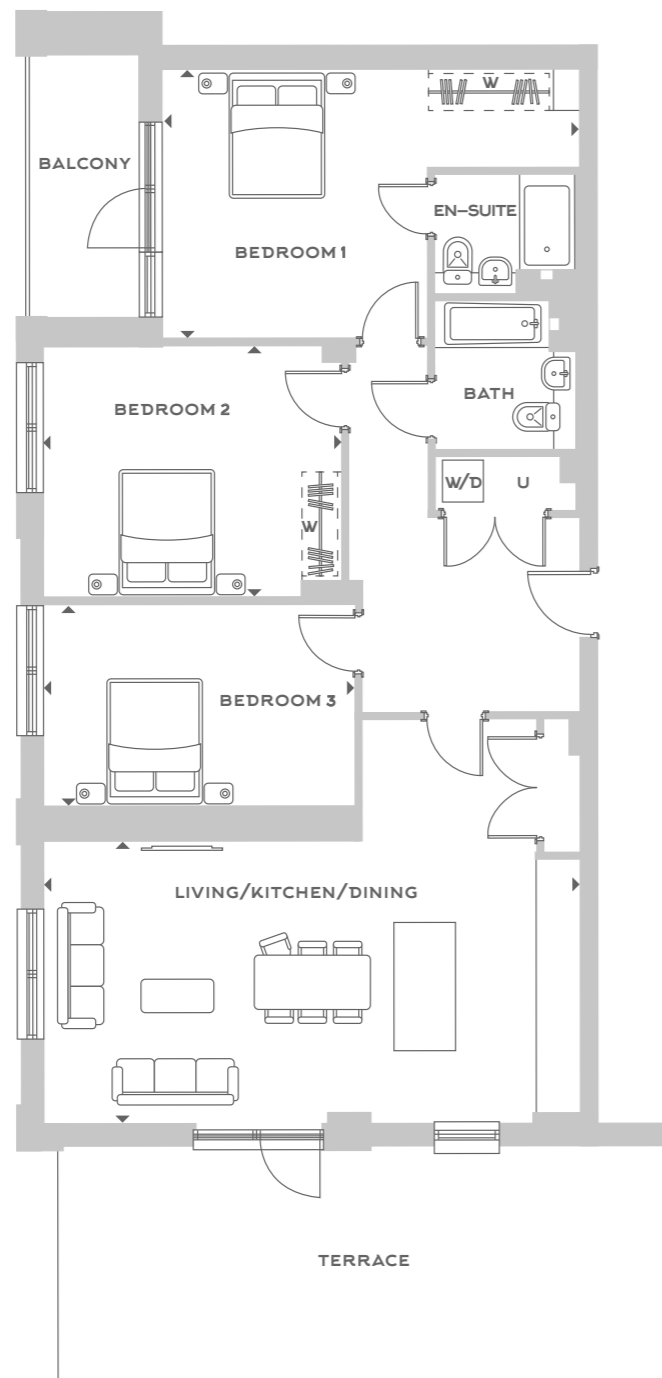 W
BALCONY
EN-SUITE
BEDROOM 1
BATH
BEDROOM 2
W/D U
W
BEDROOM 3
LIVING/KITCHEN/DINING
TERRACE